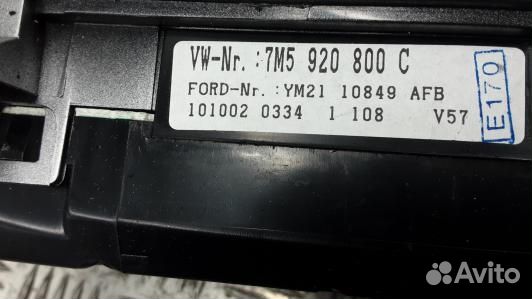 VW-Nr. :7M5 920 800 C
FORD-Nr. :YM21 10849 AFB
101002 0334 1 108 V57
E170
Avito